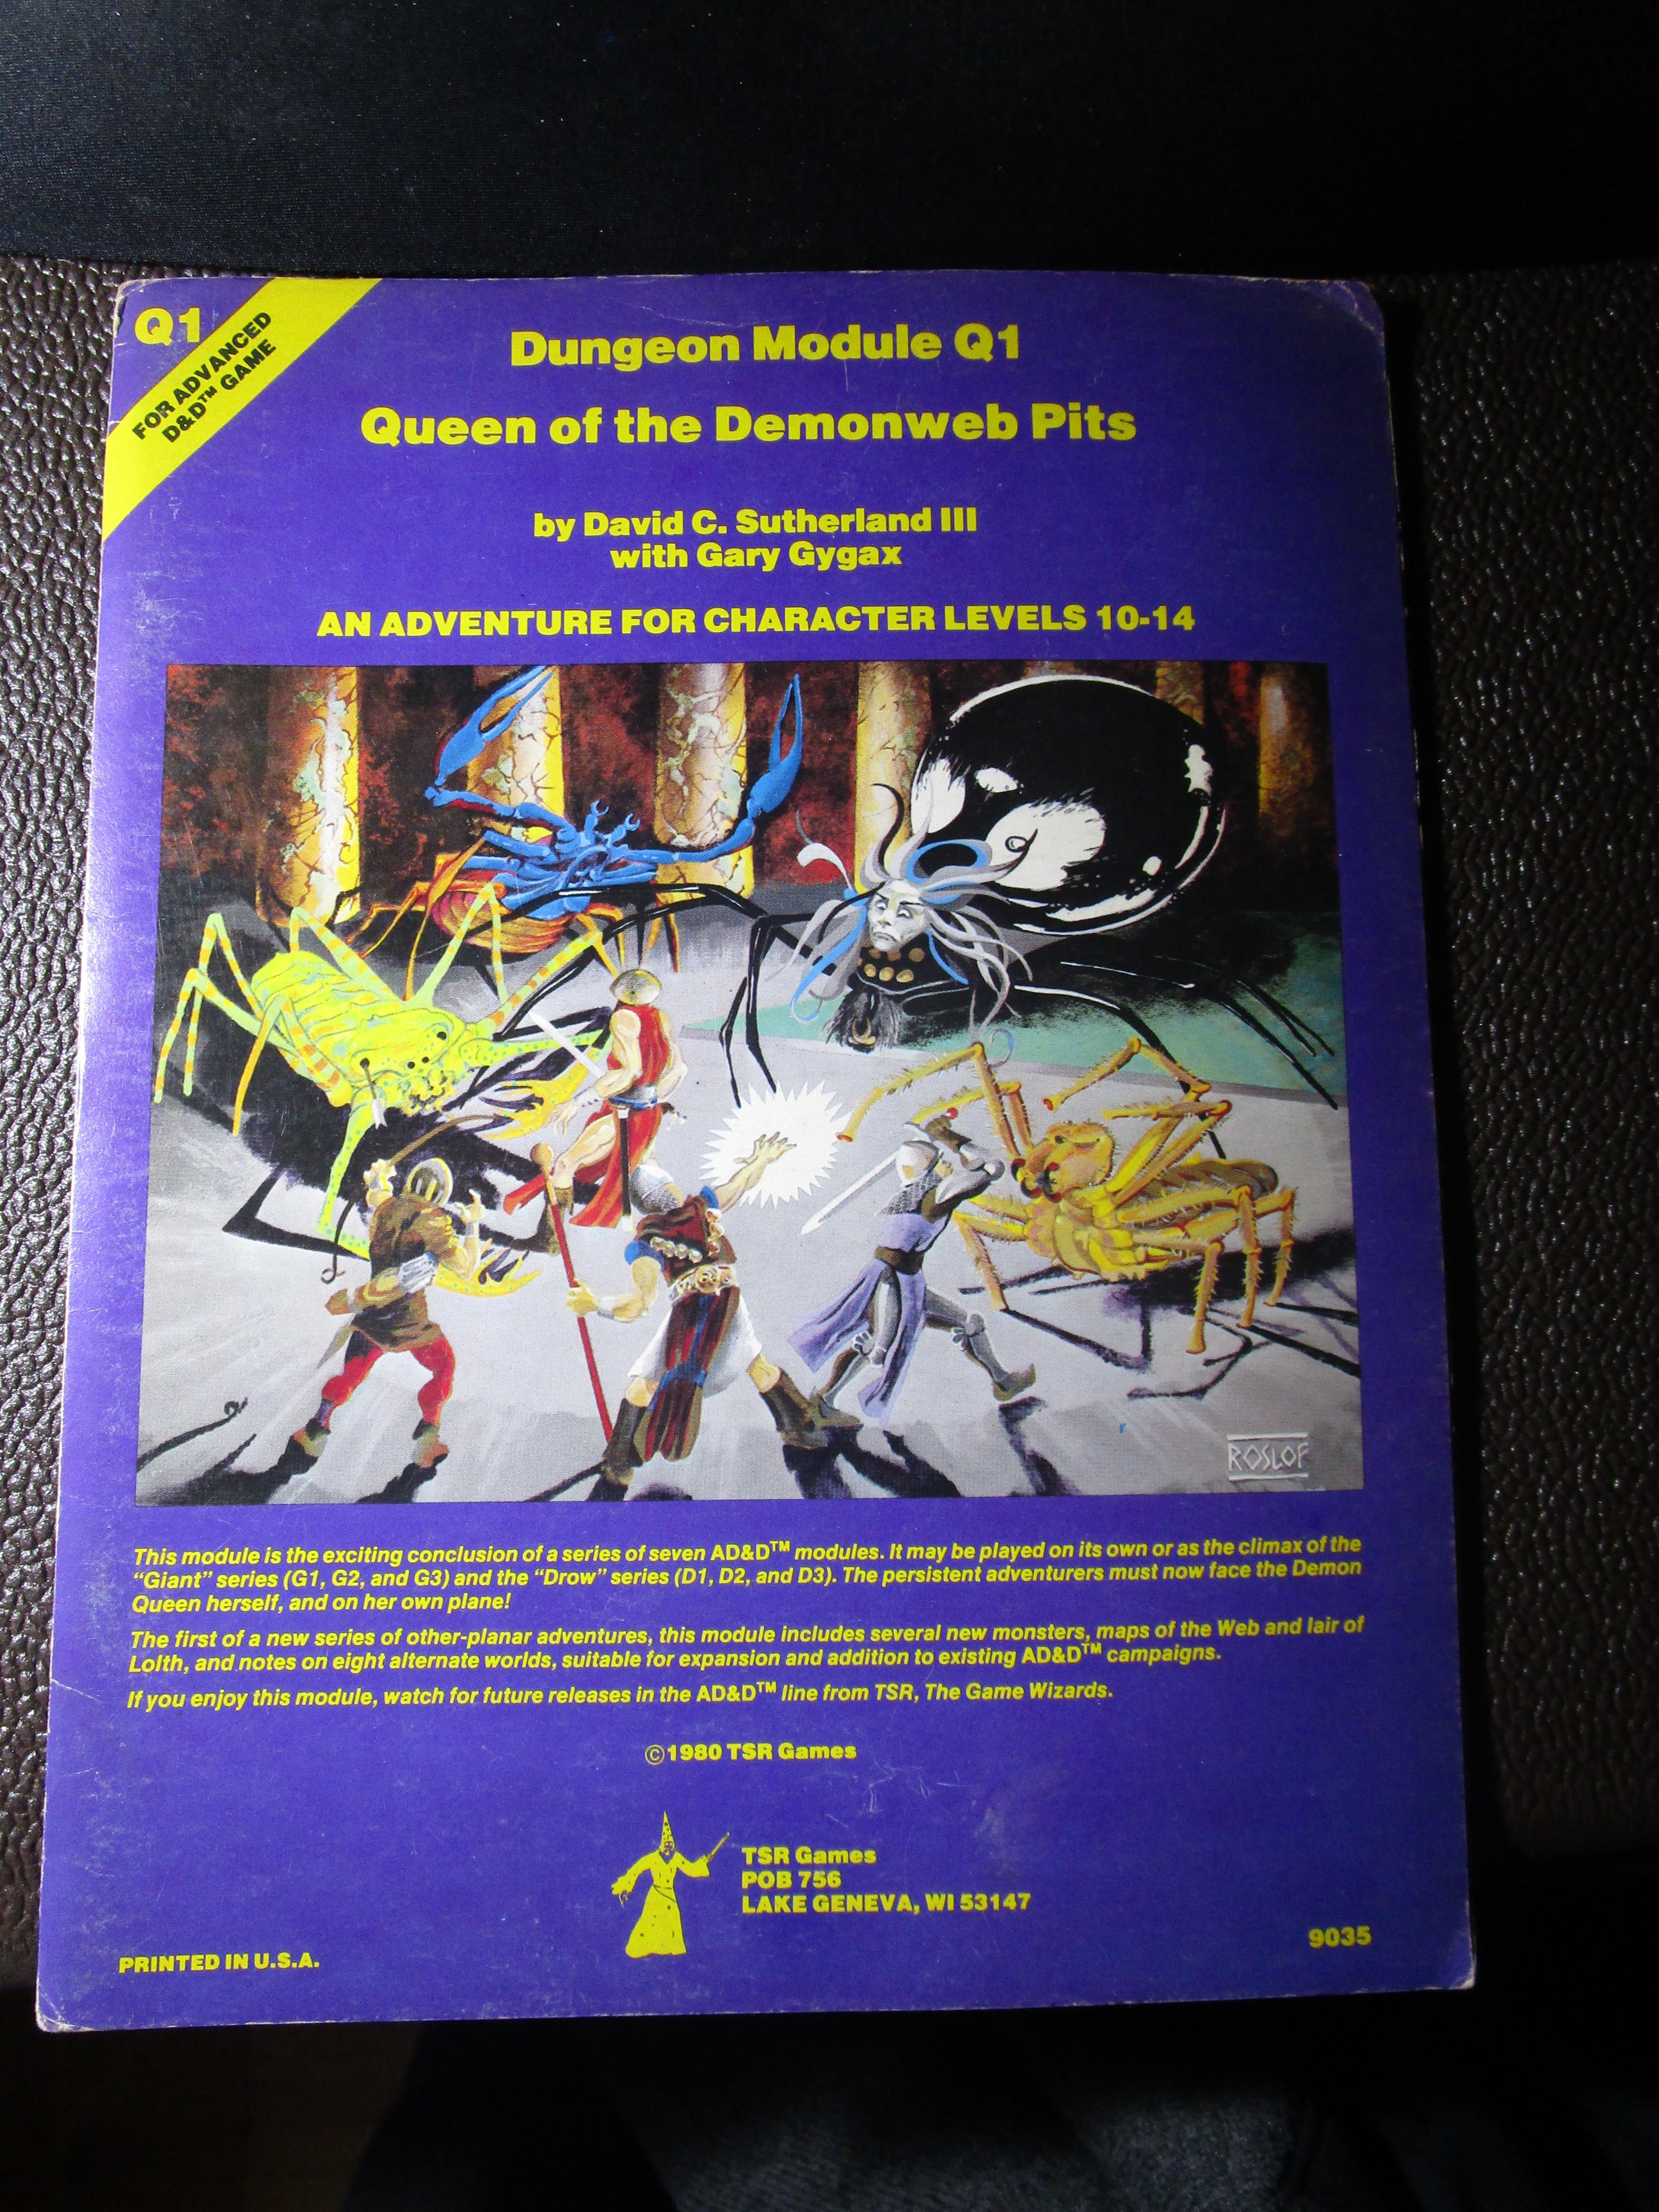 Q1
FOR ADVANCED
D&D™ GAME
Dungeon Module Q1
Queen of the Demonweb Pits
by David C. Sutherland III
with Gary Gygax
AN ADVENTURE FOR CHARACTER LEVELS 10-14
ROSLOF
This module is the exciting conclusion of a series of seven AD&D™ modules. It may be played on its own or as the climax of the
“Giant” series (G1, G2, and G3) and the “Drow” series (D1, D2, and D3). The persistent adventurers must now face the Demon
Queen herself, and on her own plane!
The first of a new series of other-planar adventures, this module includes several new monsters, maps of the Web and lair of
Lolth, and notes on eight alternate worlds, suitable for expansion and addition to existing AD&D™ campaigns.
If you enjoy this module, watch for future releases in the AD&D™ line from TSR, The Game Wizards.
©1980 TSR Games
TSR Games
POB 756
LAKE GENEVA, WI 53147
PRINTED IN U.S.A.
9035